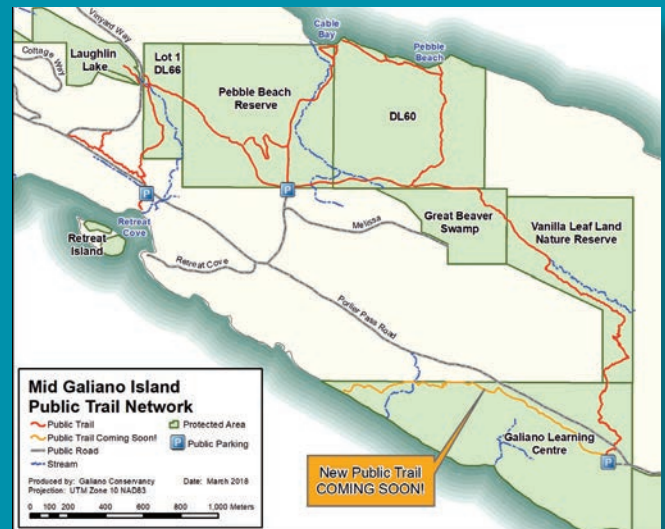 Vinyard Way
Cottage Way
Laughlin
Lake
Lot 1
DL66
Pebble Beach
Reserve
Cable
Bay
Pebble
Beach
DL60
Retreat
Cove
Retreat
Island
Retreat Cove
Melissa
Great Beaver
Swamp
Vanilla Leaf Land
Nature Reserve
Porlier Pass Road
Galiano Learning
Centre
New Public Trail
COMING SOON!
Mid Galiano Island
Public Trail Network
Public Trail
Protected Area
Public Trail Coming Soon!
Public Parking
Public Road
Stream
Produced by: Galiano Conservancy Date: March 2016
Projection: UTM Zone 10 NAD83
0 100 200 400 600 800 1,000 Meters
P
P
P
P